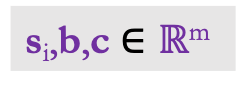 sᵢ,b,c ∈ ℝᵐ